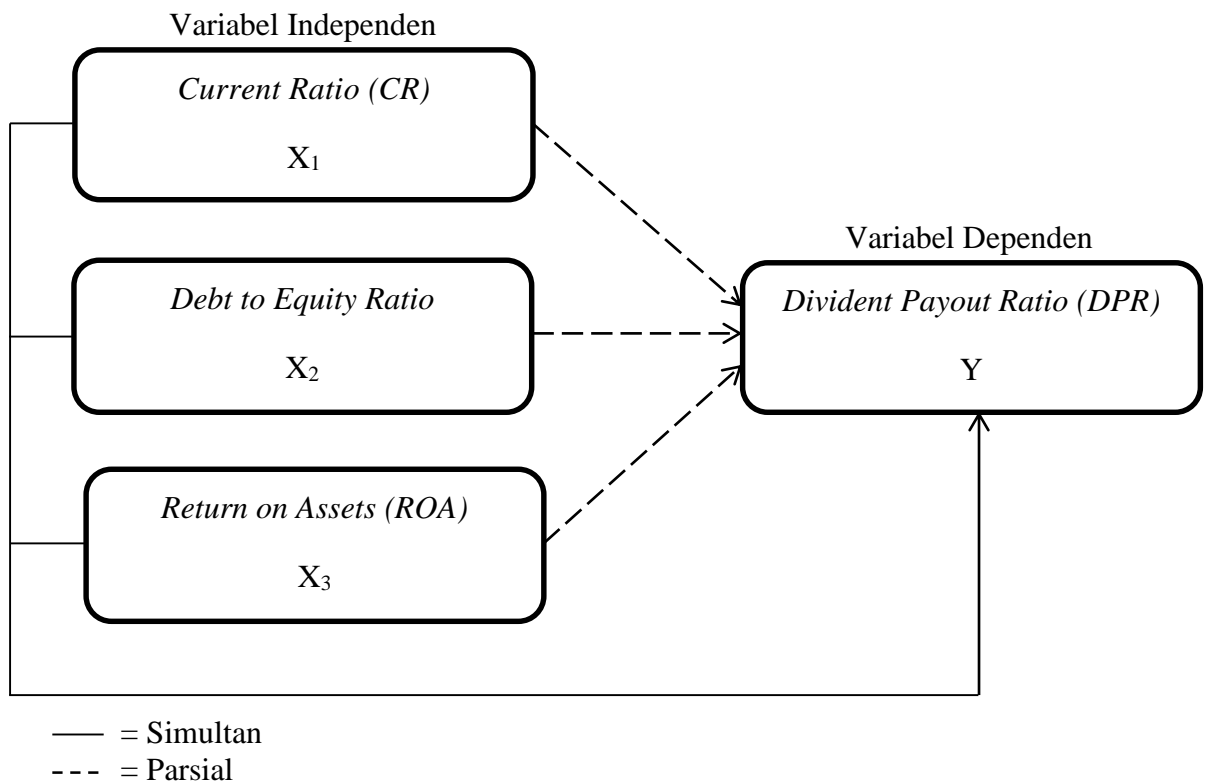 Variabel Independen
Current Ratio (CR)
X₁
Debt to Equity Ratio
X₂
Return on Assets (ROA)
X₃
Variabel Dependen
Divident Payout Ratio (DPR)
Y
= Simultan
= Parsial